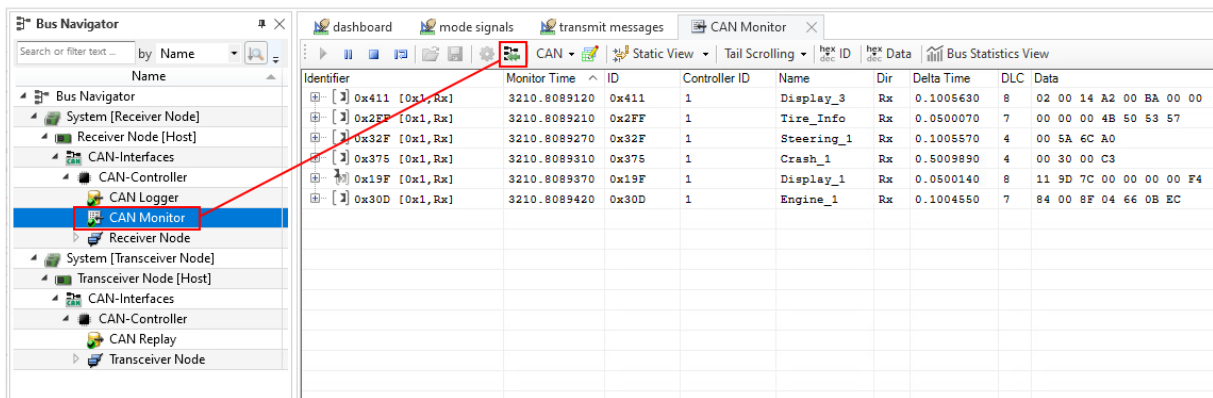 Bus Navigator
Search or filter text ...
by Name
Name
Bus Navigator
System [Receiver Node]
Receiver Node [Host]
CAN-Interfaces
CAN-Controller
CAN Logger
CAN Monitor
Receiver Node
System [Transceiver Node]
Transceiver Node [Host]
CAN-Interfaces
CAN-Controller
CAN Replay
Transceiver Node
dashboard mode signals transmit messages CAN Monitor
CAN Static View Tail Scrolling hex dec ID hex dec Data Bus Statistics View
Identifier Monitor Time ID Controller ID Name Dir Delta Time DLC Data
0x411 [0x1,Rx] 3210.8089120 0x411 1 Display_3 Rx 0.1005630 8 02 00 14 A2 00 BA 00 00
0x2FF [0x1,Rx] 3210.8089210 0x2FF 1 Tire_Info Rx 0.0500070 7 00 00 00 4B 50 53 57
0x32F [0x1,Rx] 3210.8089270 0x32F 1 Steering_1 Rx 0.1005570 4 00 5A 6C A0
0x375 [0x1,Rx] 3210.8089310 0x375 1 Crash_1 Rx 0.5009890 4 00 30 00 C3
0x19F [0x1,Rx] 3210.8089370 0x19F 1 Display_1 Rx 0.0500140 8 11 9D 7C 00 00 00 00 F4
0x30D [0x1,Rx] 3210.8089420 0x30D 1 Engine_1 Rx 0.1004550 7 84 00 8F 04 66 0B EC